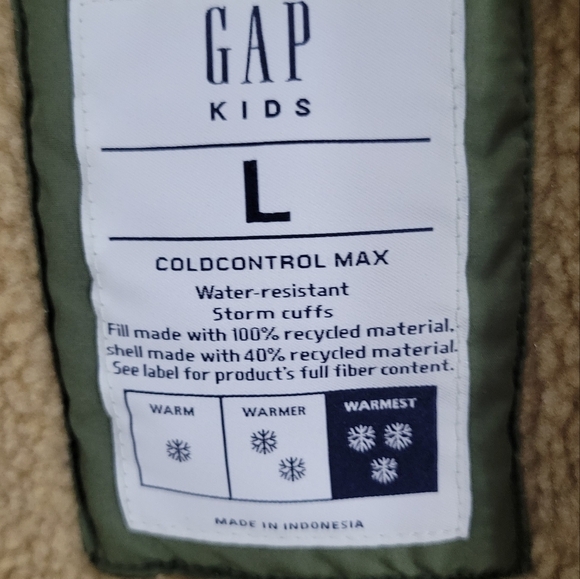 GAP
KIDS
L
COLDCONTROL MAX
Water-resistant
Storm cuffs
Fill made with 100% recycled material,
shell made with 40% recycled material.
See label for product's full fiber content.
WARM WARMER WARMEST
MADE IN INDONESIA